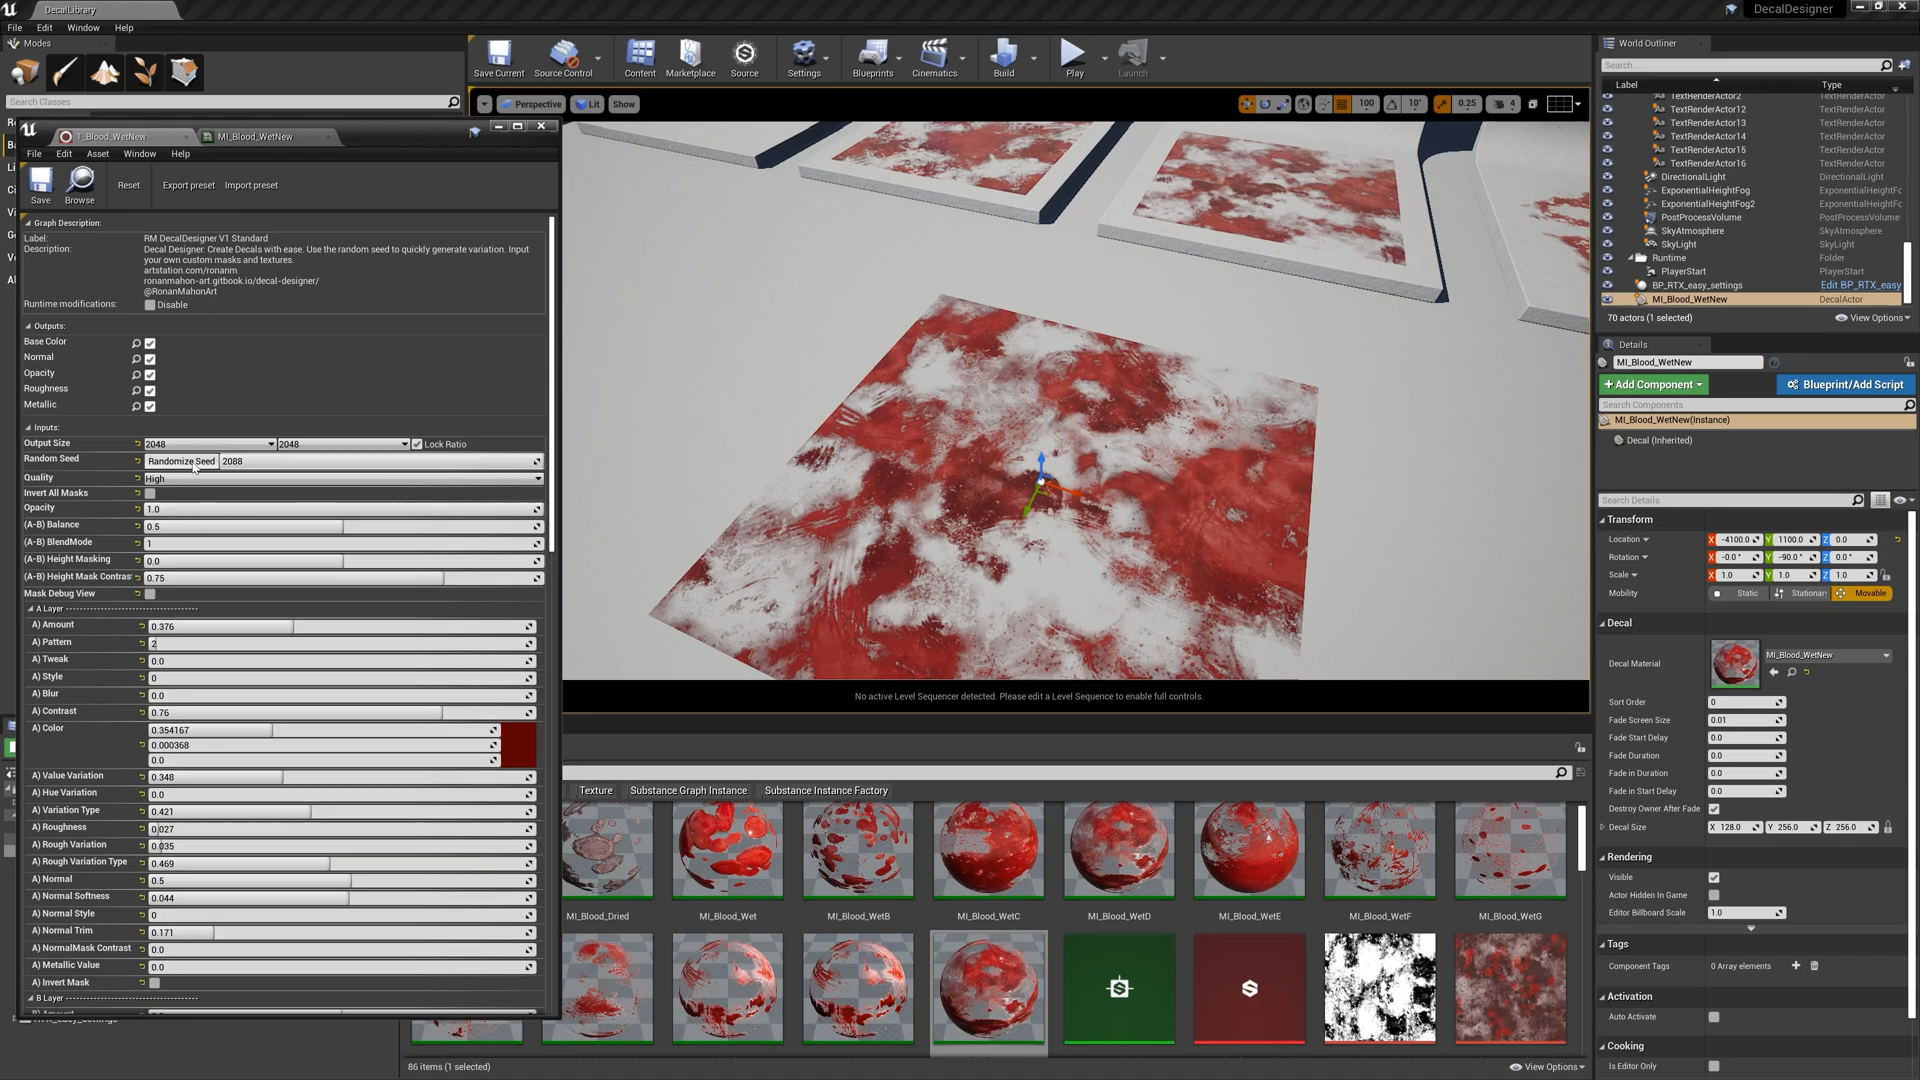 DecalLibrary
DecalDesigner
File Edit Window Help
Modes
Search Classes
Save Current
Source Control
Content
Marketplace
Source
Settings
Blueprints
Cinematics
Build
Play
Launch
Perspective
Lit
Show
100
10°
0.25
4
T_Blood_WetNew
MI_Blood_WetNew
File Edit Asset Window Help
Save
Browse
Reset
Export preset
Import preset
Graph Description:
Label: RM DecalDesigner V1 Standard
Description: Decal Designer: Create Decals with ease. Use the random seed to quickly generate variation. Input
your own custom masks and textures.
artstation.com/ronanm
ronanmahon-art.gitbook.io/decal-designer/
@RonanMahonArt
Runtime modifications: Disable
Outputs:
Base Color
Normal
Opacity
Roughness
Metallic
Inputs:
Output Size 2048 2048 Lock Ratio
Random Seed Randomize Seed 2088
Quality High
Invert All Masks
Opacity 1.0
(A-B) Balance 0.5
(A-B) BlendMode 1
(A-B) Height Masking 0.0
(A-B) Height Mask Contras 0.75
Mask Debug View
A Layer
A) Amount 0.376
A) Pattern 2
A) Tweak 0.0
A) Style 0
A) Blur 0.0
A) Contrast 0.76
A) Color 0.354167
0.000368
0.0
A) Value Variation 0.348
A) Hue Variation 0.0
A) Variation Type 0.421
A) Roughness 0.027
A) Rough Variation 0.035
A) Rough Variation Type 0.469
A) Normal 0.5
A) Normal Softness 0.044
A) Normal Style 0
A) Normal Trim 0.171
A) NormalMask Contrast 0.0
A) Metallic Value 0.0
A) Invert Mask
B Layer
No active Level Sequencer detected. Please edit a Level Sequence to enable full controls.
Texture
Substance Graph Instance
Substance Instance Factory
MI_Blood_Dried
MI_Blood_Wet
MI_Blood_WetB
MI_Blood_WetC
MI_Blood_WetD
MI_Blood_WetE
MI_Blood_WetF
MI_Blood_WetG
86 items (1 selected)
View Options
World Outliner
Search...
Label Type
TextRenderActor2 TextRenderActor
TextRenderActor12 TextRenderActor
TextRenderActor13 TextRenderActor
TextRenderActor14 TextRenderActor
TextRenderActor15 TextRenderActor
TextRenderActor16 TextRenderActor
DirectionalLight DirectionalLight
ExponentialHeightFog ExponentialHeightFc
ExponentialHeightFog2 ExponentialHeightFc
PostProcessVolume PostProcessVolume
SkyAtmosphere SkyAtmosphere
SkyLight SkyLight
Runtime Folder
PlayerStart PlayerStart
BP_RTX_easy_settings Edit BP_RTX_easy
MI_Blood_WetNew DecalActor
70 actors (1 selected)
View Options
Details
MI_Blood_WetNew
Add Component
Blueprint/Add Script
Search Components
MI_Blood_WetNew(Instance)
Decal (Inherited)
Search Details
Transform
Location X -4100.0 Y 1100.0 Z 0.0
Rotation X -0.0 ° Y -90.0 ° Z 0.0 °
Scale X 1.0 Y 1.0 Z 1.0
Mobility Static Stationary Movable
Decal
Decal Material MI_Blood_WetNew
Sort Order 0
Fade Screen Size 0.01
Fade Start Delay 0.0
Fade Duration 0.0
Fade in Duration 0.0
Fade in Start Delay 0.0
Destroy Owner After Fade
Decal Size X 128.0 Y 256.0 Z 256.0
Rendering
Visible
Actor Hidden In Game
Editor Billboard Scale 1.0
Tags
Component Tags 0 Array elements
Activation
Auto Activate
Cooking
Is Editor Only